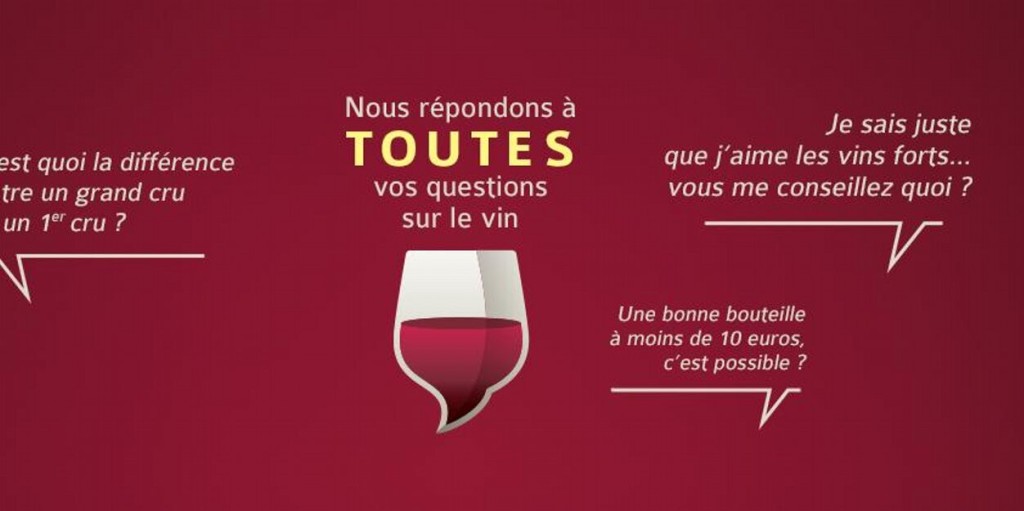 Nous répondons à
TOUTES
vos questions
sur le vin
est quoi la différence
tre un grand cru
un 1er cru ?
Je sais juste
que j'aime les vins forts...
vous me conseillez quoi ?
Une bonne bouteille
à moins de 10 euros,
c'est possible ?